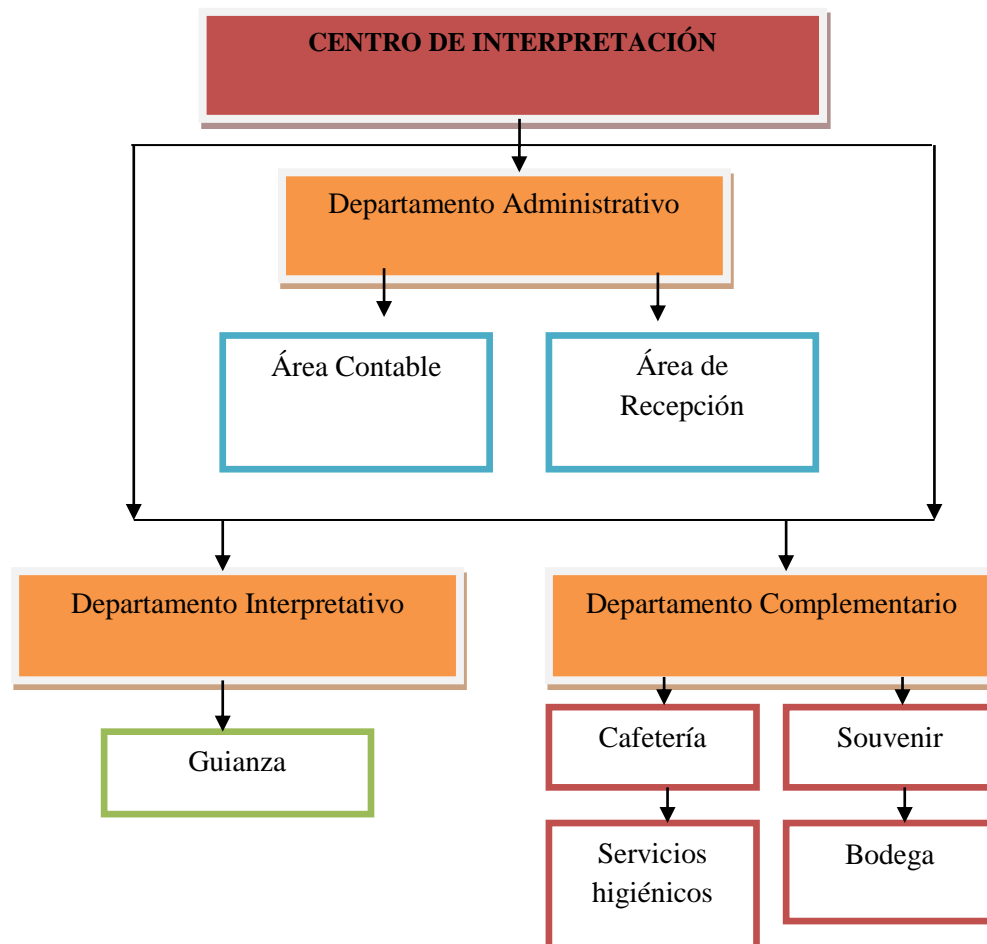 CENTRO DE INTERPRETACIÓN
Departamento Administrativo
Área Contable
Área de
Recepción
Departamento Interpretativo
Departamento Complementario
Guianza
Cafetería
Souvenir
Servicios
higiénicos
Bodega